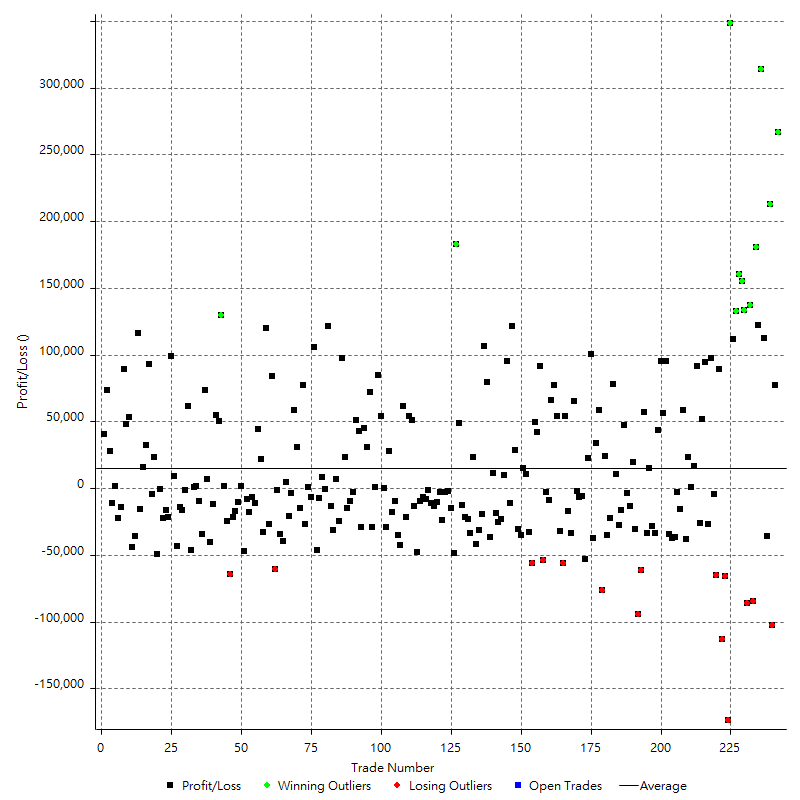 300,000
250,000
200,000
150,000
100,000
50,000
0
-50,000
-100,000
-150,000
Profit/Loss ()
0 25 50 75 100 125 150 175 200 225
Trade Number
Profit/Loss Winning Outliers Losing Outliers Open Trades Average